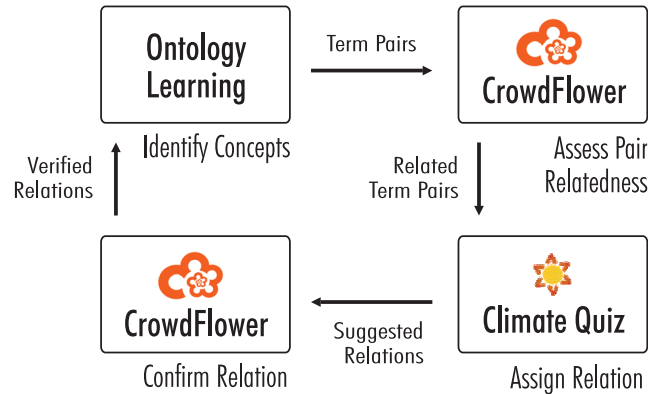 Ontology
Learning
Identify Concepts
Term Pairs
CrowdFlower
Assess Pair
Relatedness
Related
Term Pairs
Climate Quiz
Assign Relation
Suggested
Relations
CrowdFlower
Confirm Relation
Verified
Relations